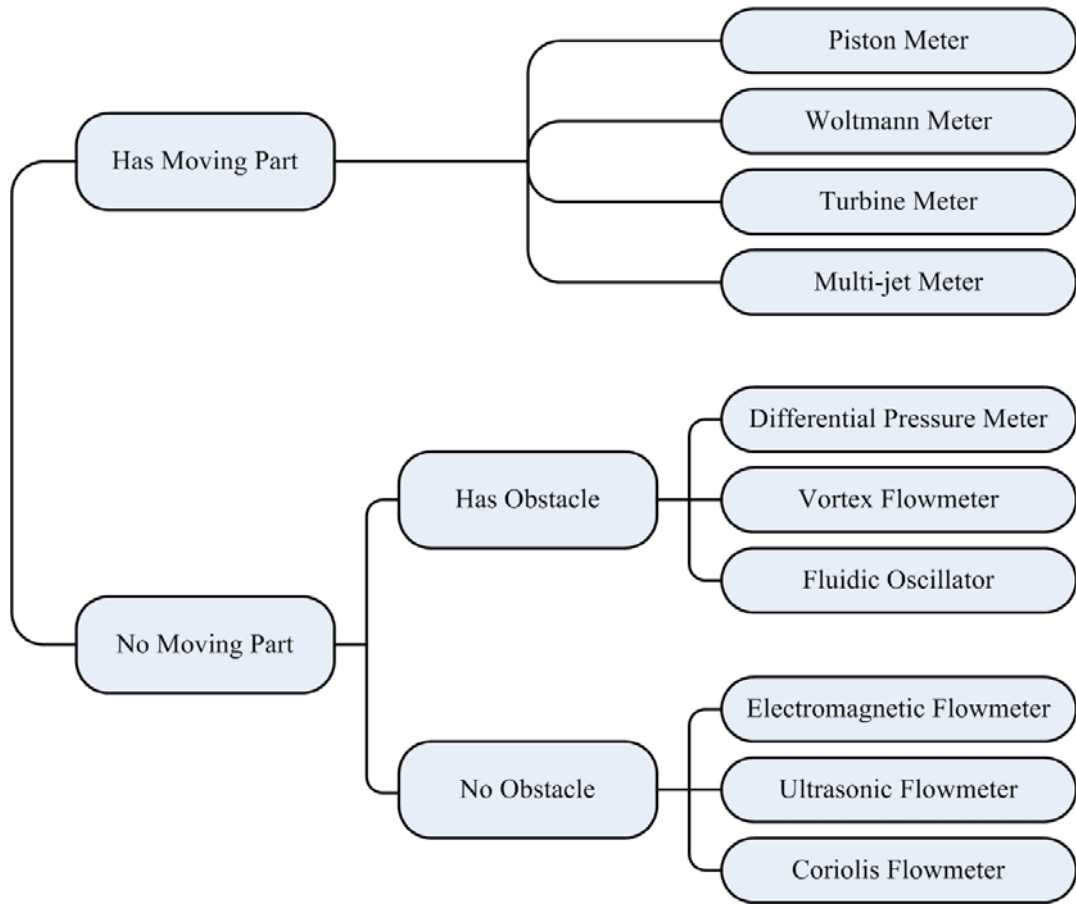 Piston Meter
Woltmann Meter
Has Moving Part
Turbine Meter
Multi-jet Meter
Differential Pressure Meter
Has Obstacle
Vortex Flowmeter
Fluidic Oscillator
No Moving Part
Electromagnetic Flowmeter
No Obstacle
Ultrasonic Flowmeter
Coriolis Flowmeter